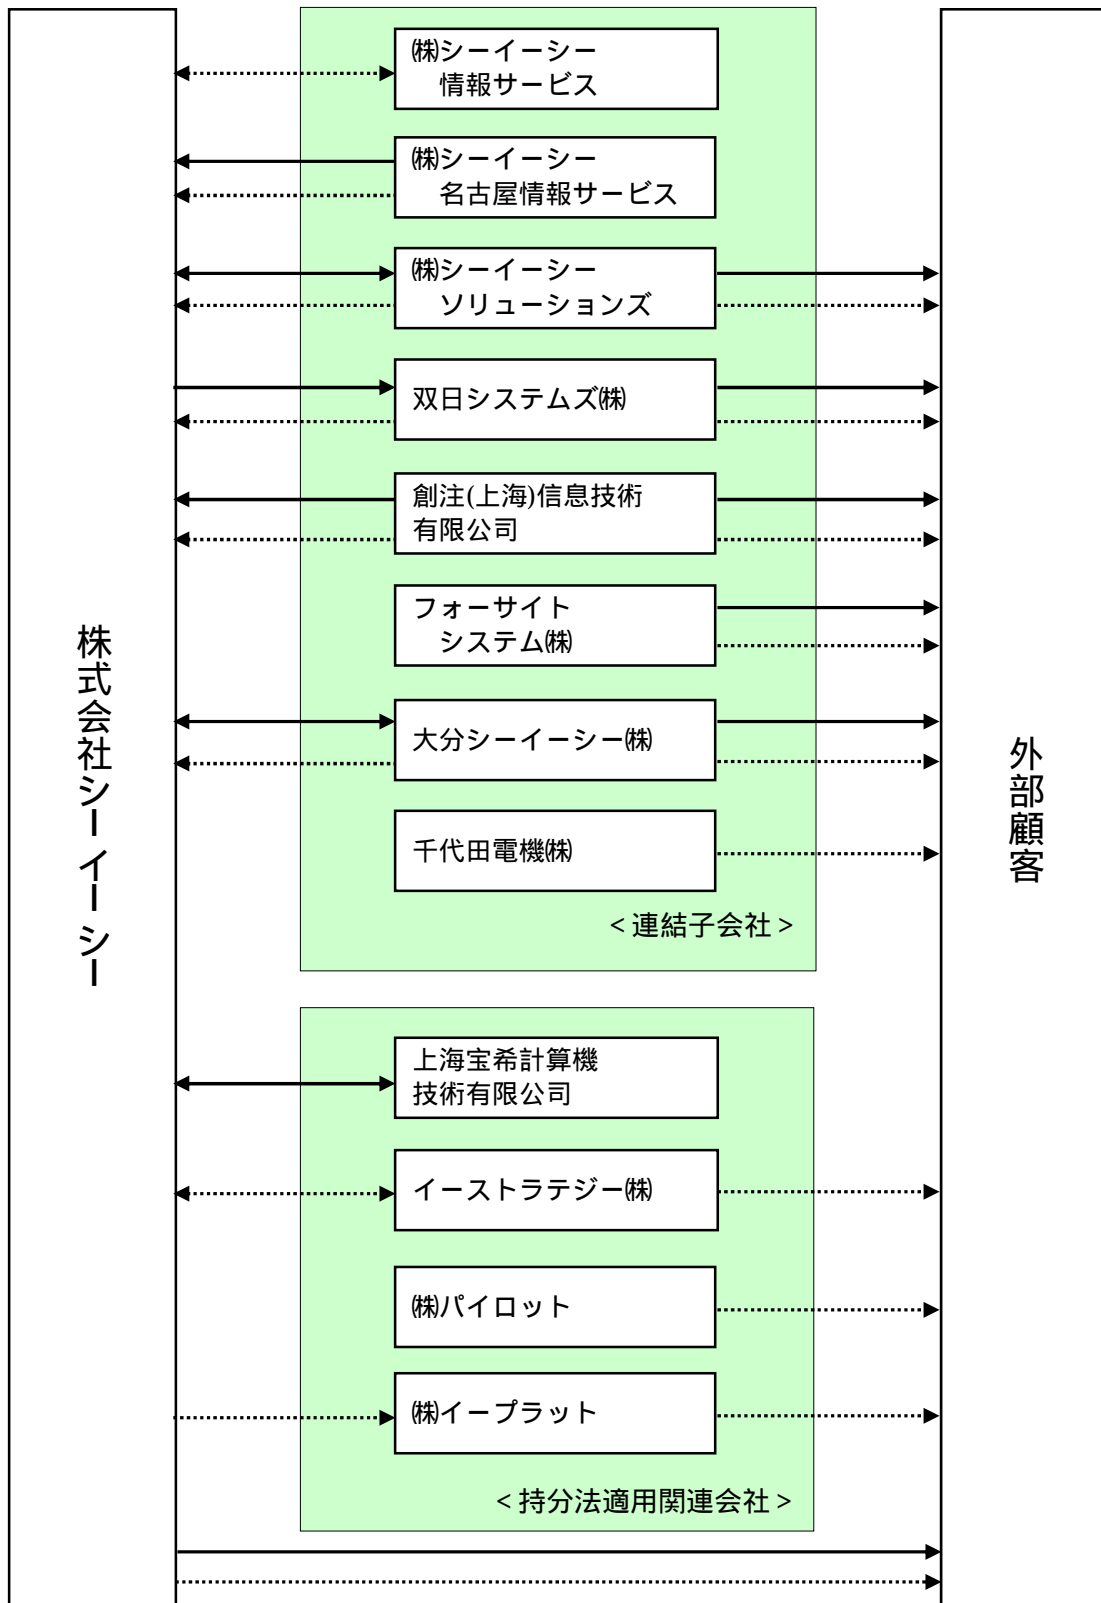 株式会社シーイーシー
㈱シーイーシー
情報サービス
㈱シーイーシー
名古屋情報サービス
㈱シーイーシー
ソリューションズ
双日システムズ㈱
創注(上海)信息技術
有限公司
フォーサイト
システム㈱
大分シーイーシー㈱
千代田電機㈱
<連結子会社>
上海宝希計算機
技術有限公司
イーストラテジー㈱
㈱パイロット
㈱イープラット
<持分法適用関連会社>
外部顧客